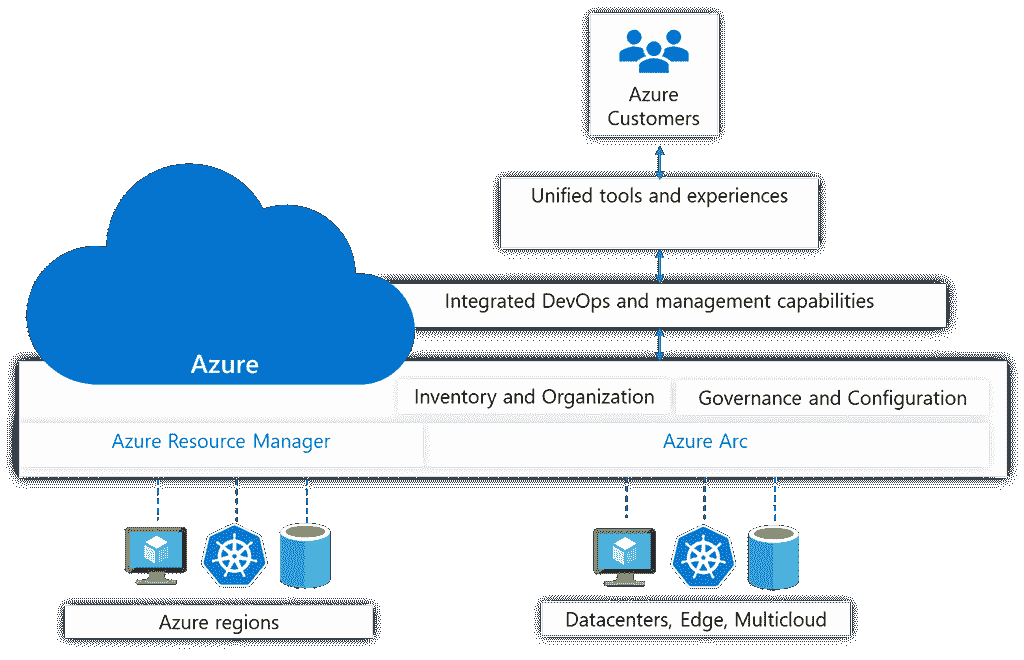 Azure
Customers
Unified tools and experiences
Integrated DevOps and management capabilities
Azure
Inventory and Organization
Governance and Configuration
Azure Resource Manager
Azure Arc
Azure regions
Datacenters, Edge, Multicloud